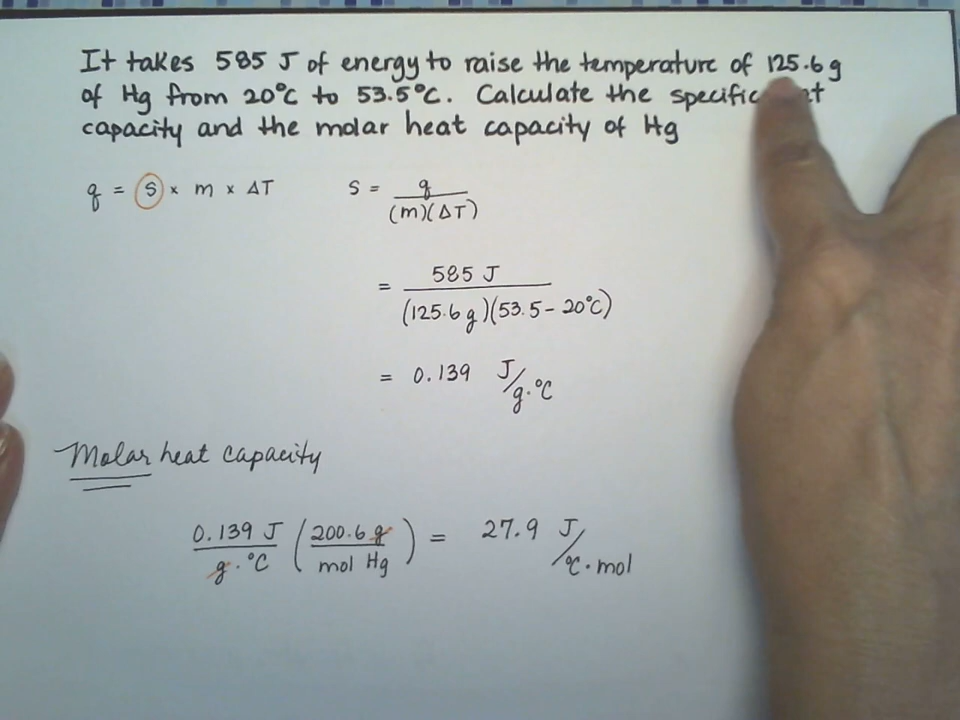 It takes 585 J of energy to raise the temperature of 125.6 g
of Hg from 20°C to 53.5°C. Calculate the specific
capacity and the molar heat capacity of Hg
q = s × m × ΔT
s = q / (m)(ΔT)
= 585 J / (125.6 g)(53.5 - 20°C)
= 0.139 J/g·°C
Molar heat capacity
0.139 J / g·°C (200.6 g / mol Hg) = 27.9 J/°C·mol